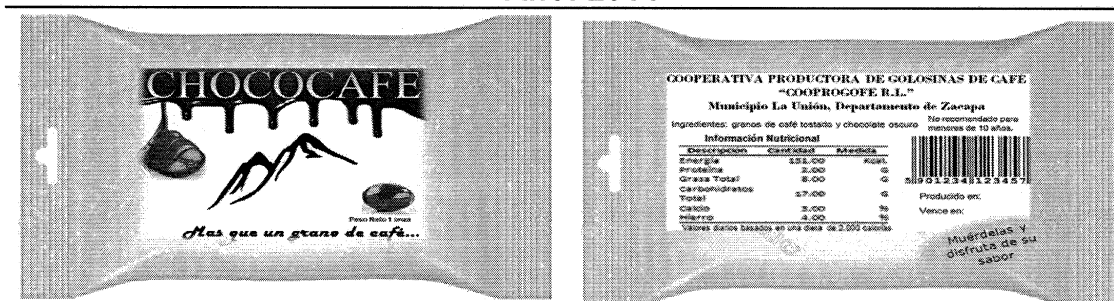 CHOCOCAFE
Peso Neto 1 onza
Mas que un grano de café...
COOPERATIVA PRODUCTORA DE GOLOSINAS DE CAFE
“COOPROGOFE R.L.”
Municipio La Unión, Departamento de Zacapa
Ingredientes: granos de café tostado y chocolate oscuro
No recomendado para
menores de 10 años.
Información Nutricional
Descripcion Cantidad Medida
Energia 151.00 Kcal
Proteina 2.00 G
Grasa Total 8.00 G
Carbohidratos
Total 17.00 G
Calcio 3.00 %
Hierro 4.00 %
Valores diarios basados en una dieta de 2,000 calorias
5 901234 123457
Producido en:
Vence en:
Muérdelas y
disfruta de su
sabor